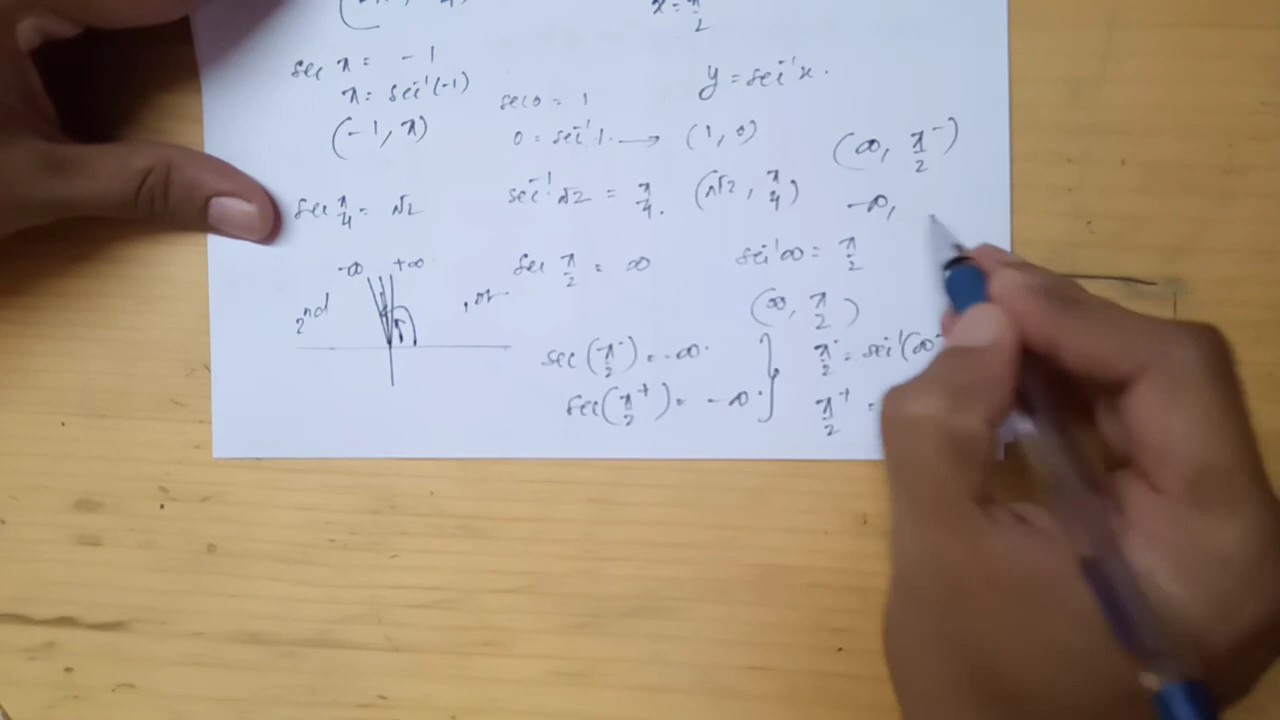 x = π/2
sec π = -1
π = sec⁻¹(-1)
(-1, π)
y = sec⁻¹x.
sec 0 = 1
0 = sec⁻¹1. → (1, 0)
(∞, π/2⁻)
-∞,
sec π/4 = √2
sec⁻¹ √2 = π/4.
(√2, π/4)
sec π/2 = ∞
sec⁻¹∞ = π/2
(∞, π/2)
-∞ +∞
2nd
sec(π/2⁻) = ∞.
sec(π/2⁺) = -∞.
π/2⁻ = sec⁻¹(∞
π/2⁺ =